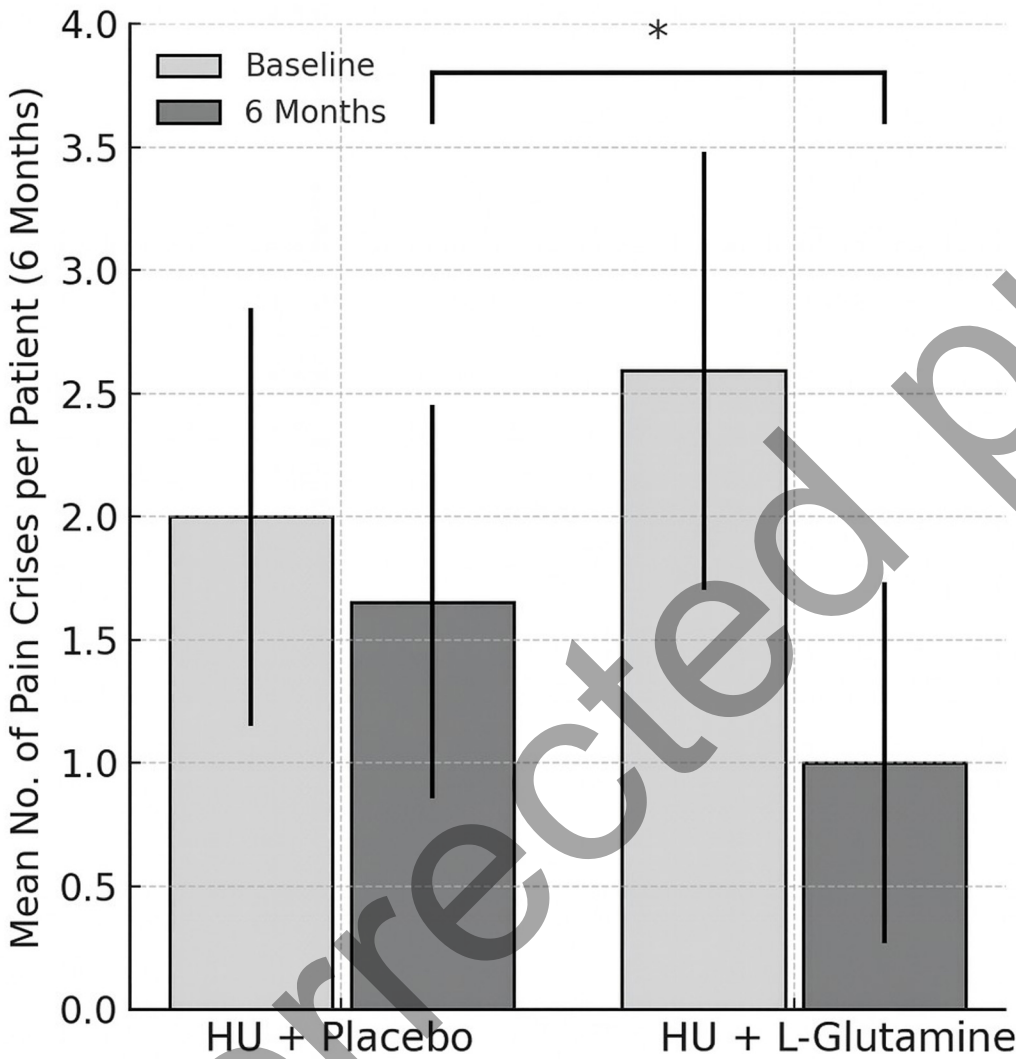 Mean No. of Pain Crises per Patient (6 Months)
4.0
3.5
3.0
2.5
2.0
1.5
1.0
0.5
0.0
Baseline
6 Months
*
HU + Placebo
HU + L-Glutamine
rrected p